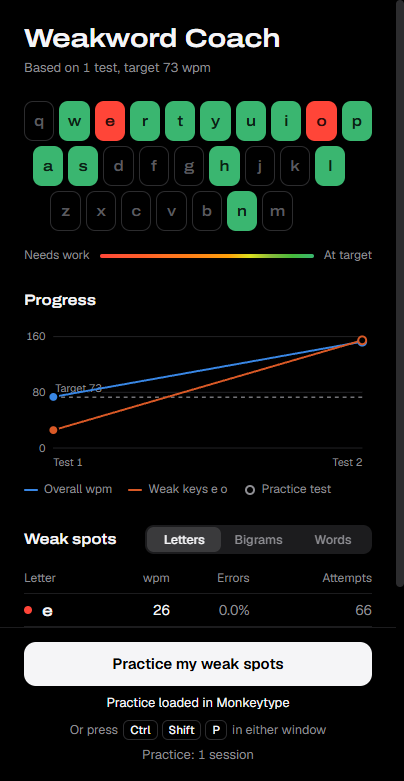 Weakword Coach
Based on 1 test, target 73 wpm
q w e r t y u i o p
a s d f g h j k l
z x c v b n m
Needs work At target
Progress
160
80
Target 73
0
Test 1 Test 2
Overall wpm Weak keys e o Practice test
Weak spots Letters Bigrams Words
Letter wpm Errors Attempts
e 26 0.0% 66
Practice my weak spots
Practice loaded in Monkeytype
Or press Ctrl Shift P in either window
Practice: 1 session